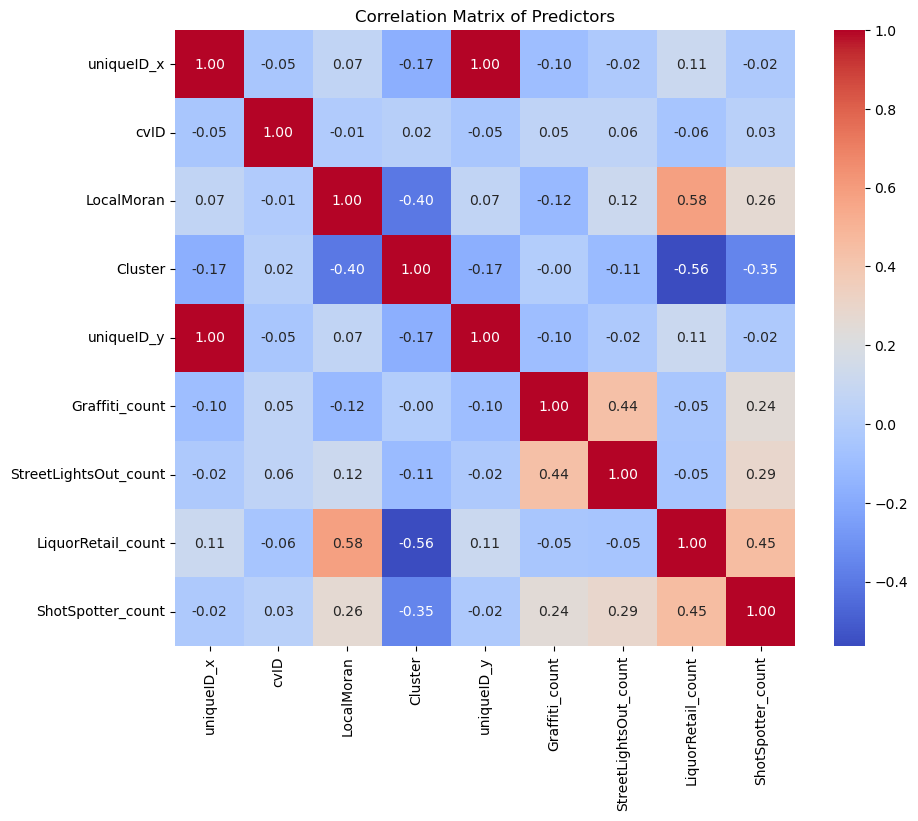 Correlation Matrix of Predictors
uniqueID_x 1.00 -0.05 0.07 -0.17 1.00 -0.10 -0.02 0.11 -0.02
cvID -0.05 1.00 -0.01 0.02 -0.05 0.05 0.06 -0.06 0.03
LocalMoran 0.07 -0.01 1.00 -0.40 0.07 -0.12 0.12 0.58 0.26
Cluster -0.17 0.02 -0.40 1.00 -0.17 -0.00 -0.11 -0.56 -0.35
uniqueID_y 1.00 -0.05 0.07 -0.17 1.00 -0.10 -0.02 0.11 -0.02
Graffiti_count -0.10 0.05 -0.12 -0.00 -0.10 1.00 0.44 -0.05 0.24
StreetLightsOut_count -0.02 0.06 0.12 -0.11 -0.02 0.44 1.00 -0.05 0.29
LiquorRetail_count 0.11 -0.06 0.58 -0.56 0.11 -0.05 -0.05 1.00 0.45
ShotSpotter_count -0.02 0.03 0.26 -0.35 -0.02 0.24 0.29 0.45 1.00
uniqueID_x
cvID
LocalMoran
Cluster
uniqueID_y
Graffiti_count
StreetLightsOut_count
LiquorRetail_count
ShotSpotter_count
1.0
0.8
0.6
0.4
0.2
0.0
−0.2
−0.4